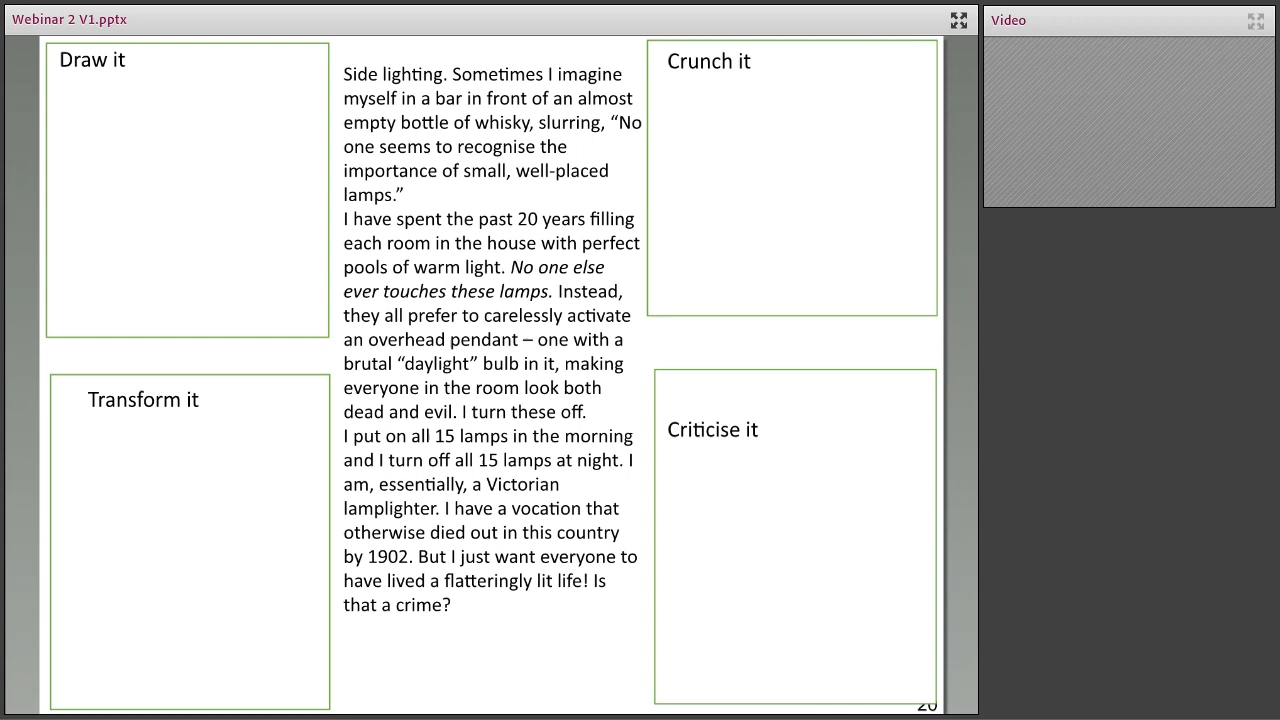 Webinar 2 V1.pptx
Video
Draw it
Side lighting. Sometimes I imagine
myself in a bar in front of an almost
empty bottle of whisky, slurring, “No
one seems to recognise the
importance of small, well-placed
lamps.”
I have spent the past 20 years filling
each room in the house with perfect
pools of warm light. No one else
ever touches these lamps. Instead,
they all prefer to carelessly activate
an overhead pendant – one with a
brutal “daylight” bulb in it, making
everyone in the room look both
dead and evil. I turn these off.
I put on all 15 lamps in the morning
and I turn off all 15 lamps at night. I
am, essentially, a Victorian
lamplighter. I have a vocation that
otherwise died out in this country
by 1902. But I just want everyone to
have lived a flatteringly lit life! Is
that a crime?
Crunch it
Transform it
Criticise it
20